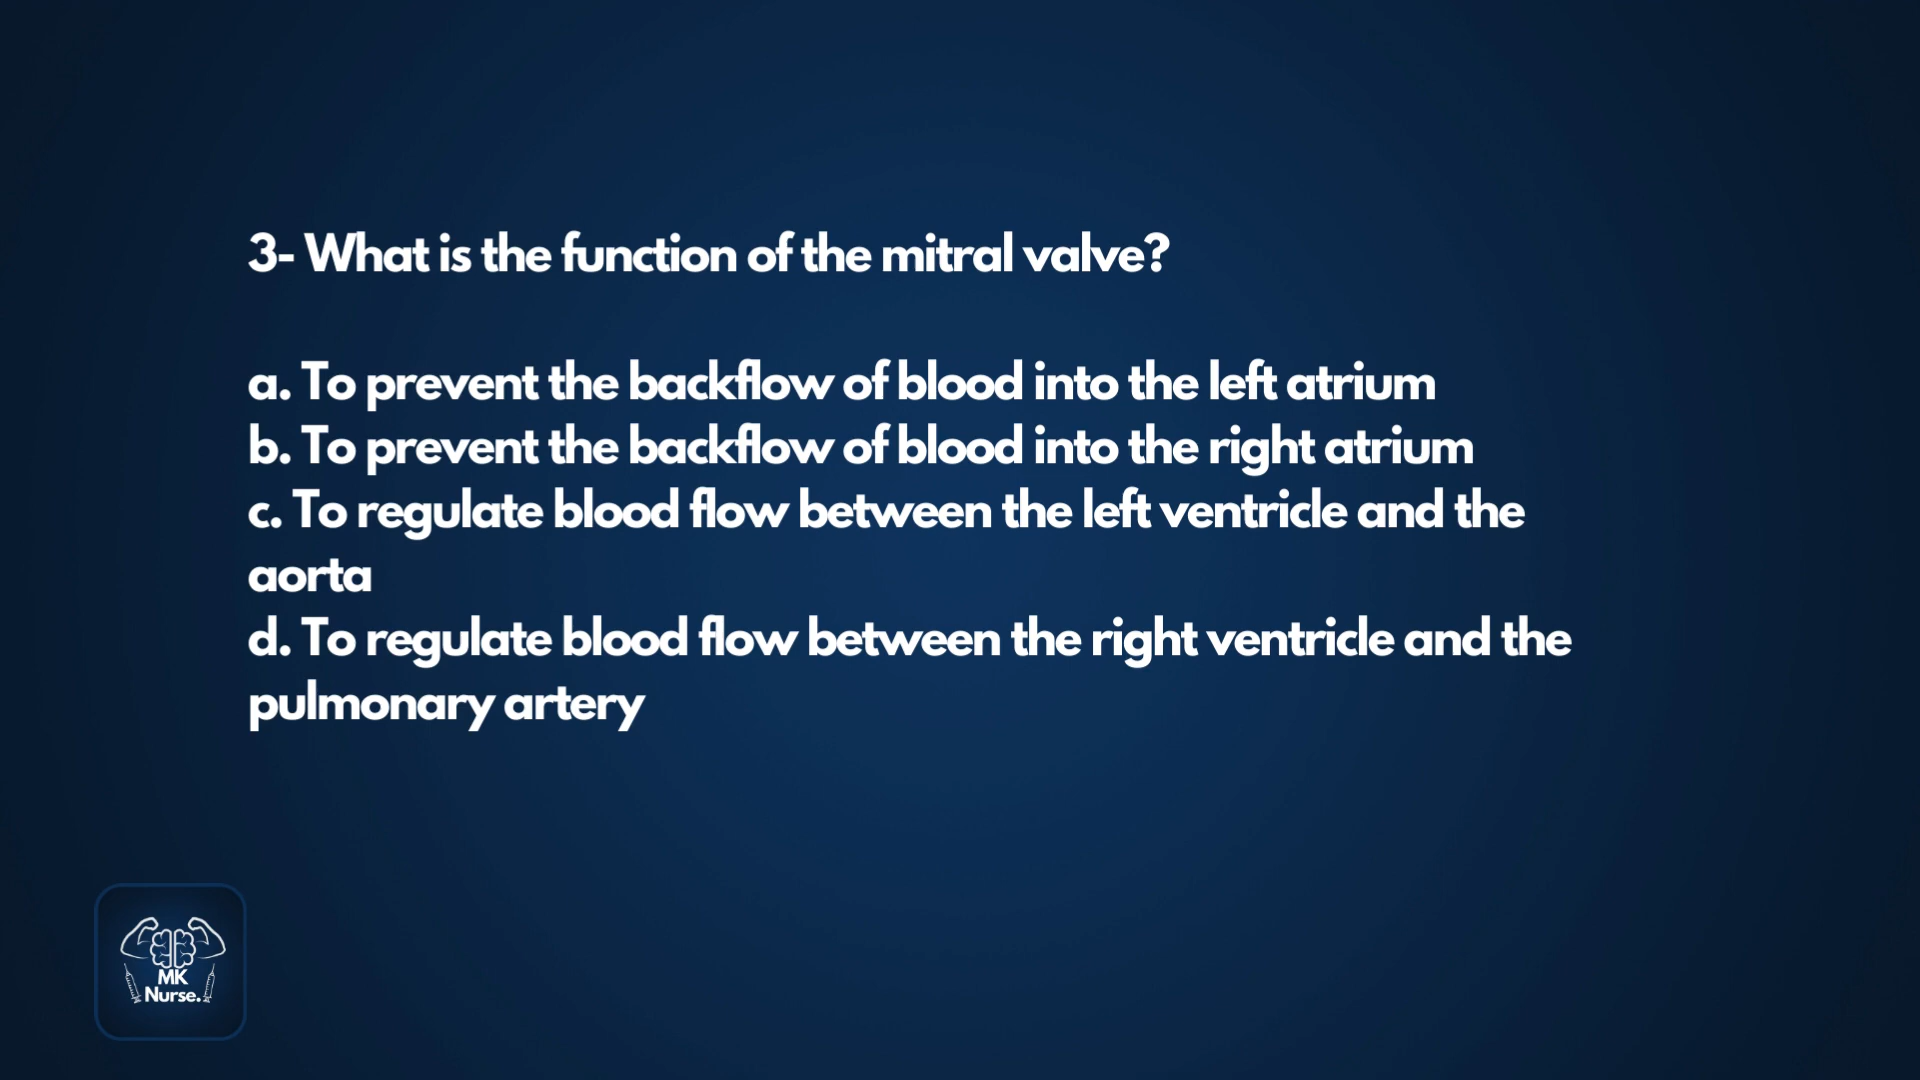 3- What is the function of the mitral valve?
a. To prevent the backflow of blood into the left atrium
b. To prevent the backflow of blood into the right atrium
c. To regulate blood flow between the left ventricle and the
aorta
d. To regulate blood flow between the right ventricle and the
pulmonary artery
MK
Nurse.